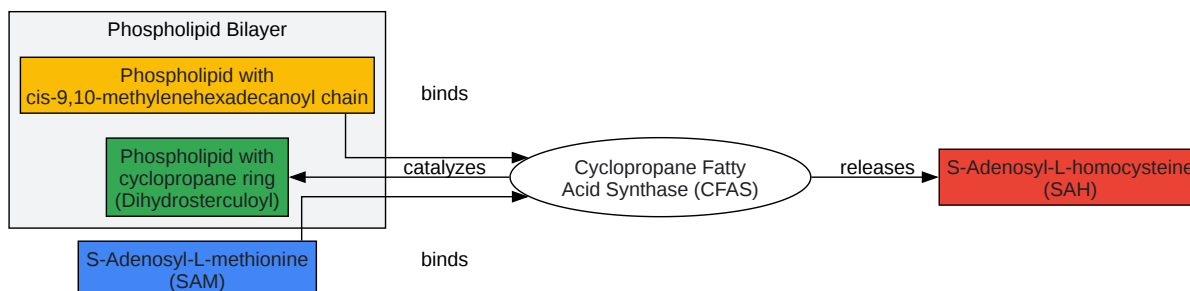 Phospholipid Bilayer
Phospholipid with
cis-9,10-methylenehexadecanoyl chain
binds
Phospholipid with
cyclopropane ring
(Dihydrosterculoyl)
catalyzes
Cyclopropane Fatty
Acid Synthase (CFAS)
releases
S-Adenosyl-L-homocysteine
(SAH)
S-Adenosyl-L-methionine
(SAM)
binds